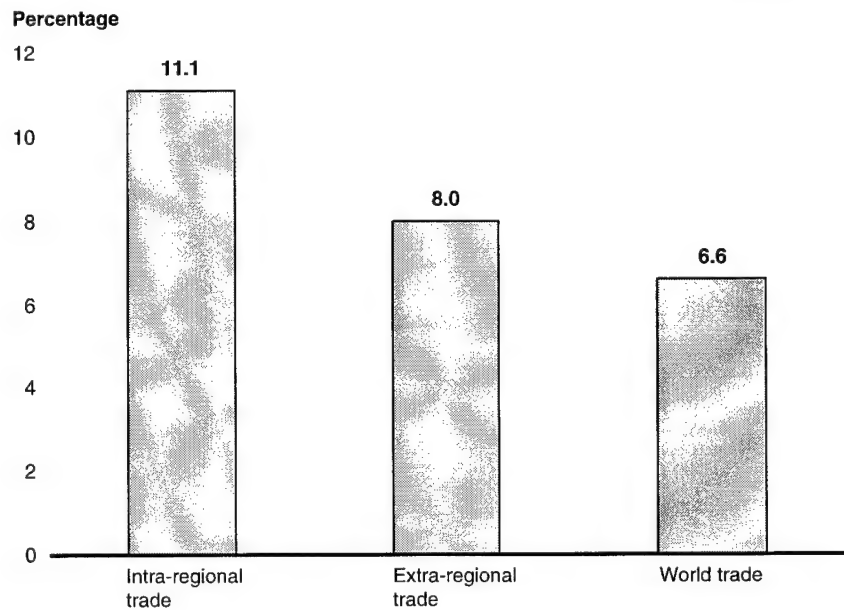 Percentage
12
11.1
10
8.0
8
6.6
6
4
2
0
Intra-regional
trade
Extra-regional
trade
World trade